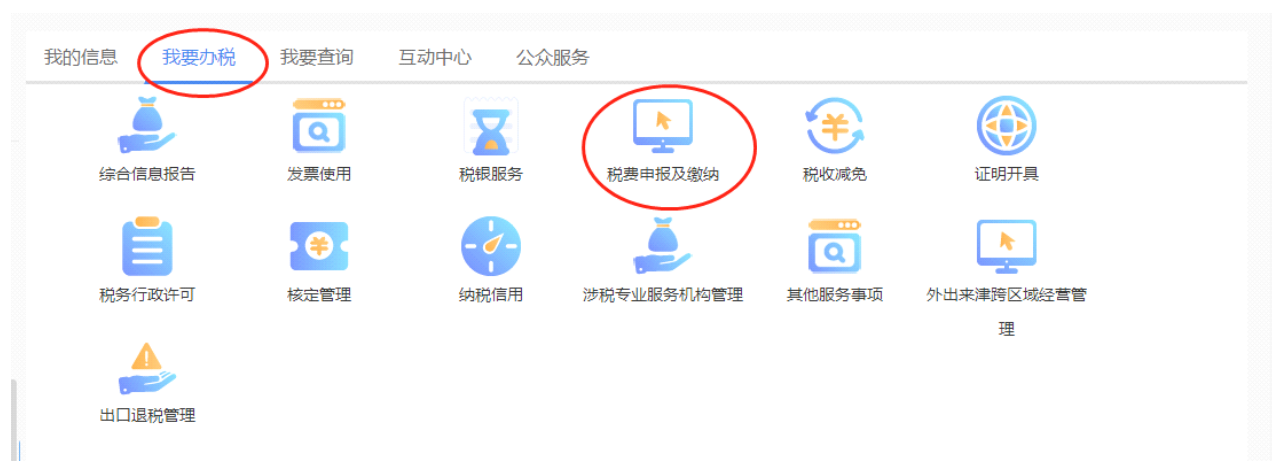 我的信息 我要办税 我要查询 互动中心 公众服务
综合信息报告 发票使用 税银服务 税费申报及缴纳 税收减免 证明开具
税务行政许可 核定管理 纳税信用 涉税专业服务机构管理 其他服务事项 外出来津跨区域经营管
理
出口退税管理